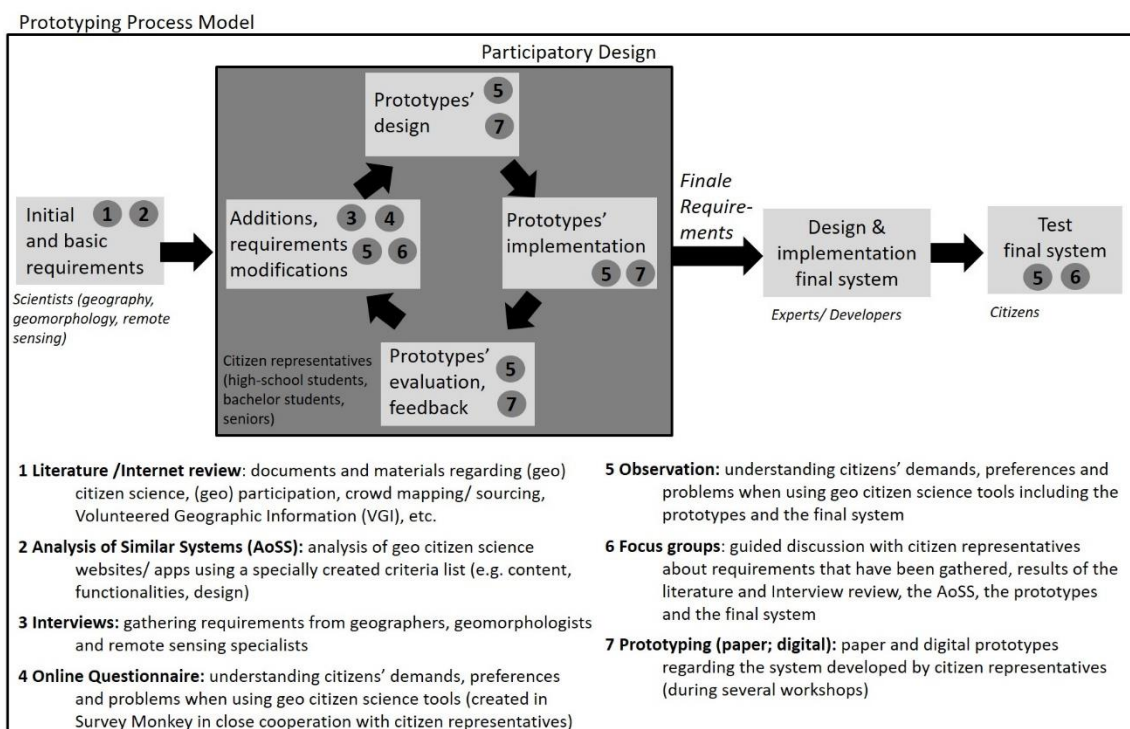 Prototyping Process Model
Participatory Design
Prototypes' 5
design 7
Initial 1 2
and basic
requirements
Scientists (geography,
geomorphology, remote
sensing)
Additions, 3 4
requirements
modifications 5 6
Prototypes'
implementation
5 7
Prototypes'
evaluation, 5
feedback 7
Citizen representatives
(high-school students,
bachelor students,
seniors)
Finale
Require-
ments
Design &
implementation
final system
Experts/ Developers
Test
final system
5 6
Citizens
1 Literature /Internet review: documents and materials regarding (geo)
citizen science, (geo) participation, crowd mapping/ sourcing,
Volunteered Geographic Information (VGI), etc.
2 Analysis of Similar Systems (AoSS): analysis of geo citizen science
websites/ apps using a specially created criteria list (e.g. content,
functionalities, design)
3 Interviews: gathering requirements from geographers, geomorphologists
and remote sensing specialists
4 Online Questionnaire: understanding citizens' demands, preferences
and problems when using geo citizen science tools (created in
Survey Monkey in close cooperation with citizen representatives)
5 Observation: understanding citizens' demands, preferences and
problems when using geo citizen science tools including the
prototypes and the final system
6 Focus groups: guided discussion with citizen representatives
about requirements that have been gathered, results of the
literature and Interview review, the AoSS, the prototypes
and the final system
7 Prototyping (paper; digital): paper and digital prototypes
regarding the system developed by citizen representatives
(during several workshops)